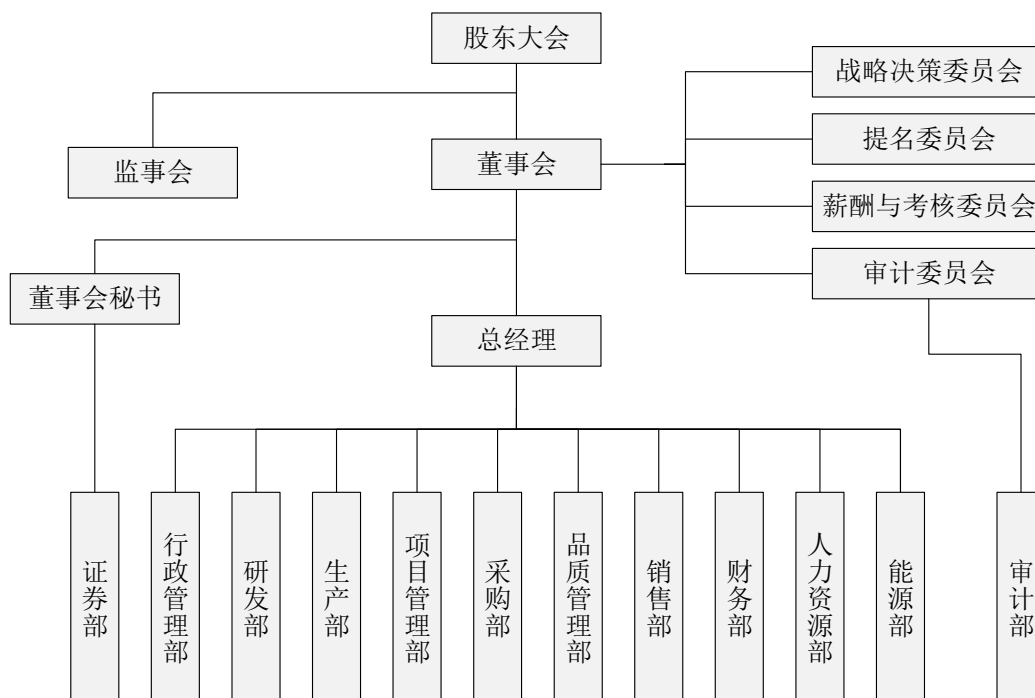 股东大会
战略决策委员会
提名委员会
监事会
董事会
薪酬与考核委员会
审计委员会
董事会秘书
总经理
证券部
行政管理部
研发部
生产部
项目管理部
采购部
品质管理部
销售部
财务部
人力资源部
能源部
审计部